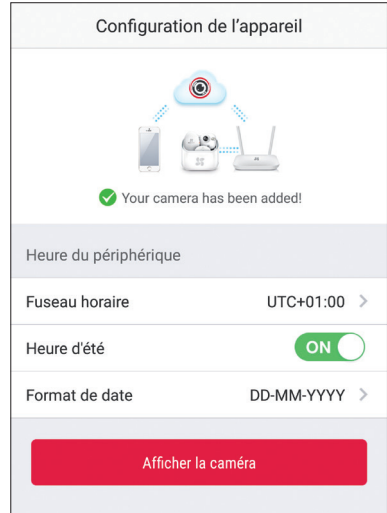 Configuration de l’appareil
Your camera has been added!
Heure du périphérique
Fuseau horaire UTC+01:00
Heure d'été ON
Format de date DD-MM-YYYY
Afficher la caméra